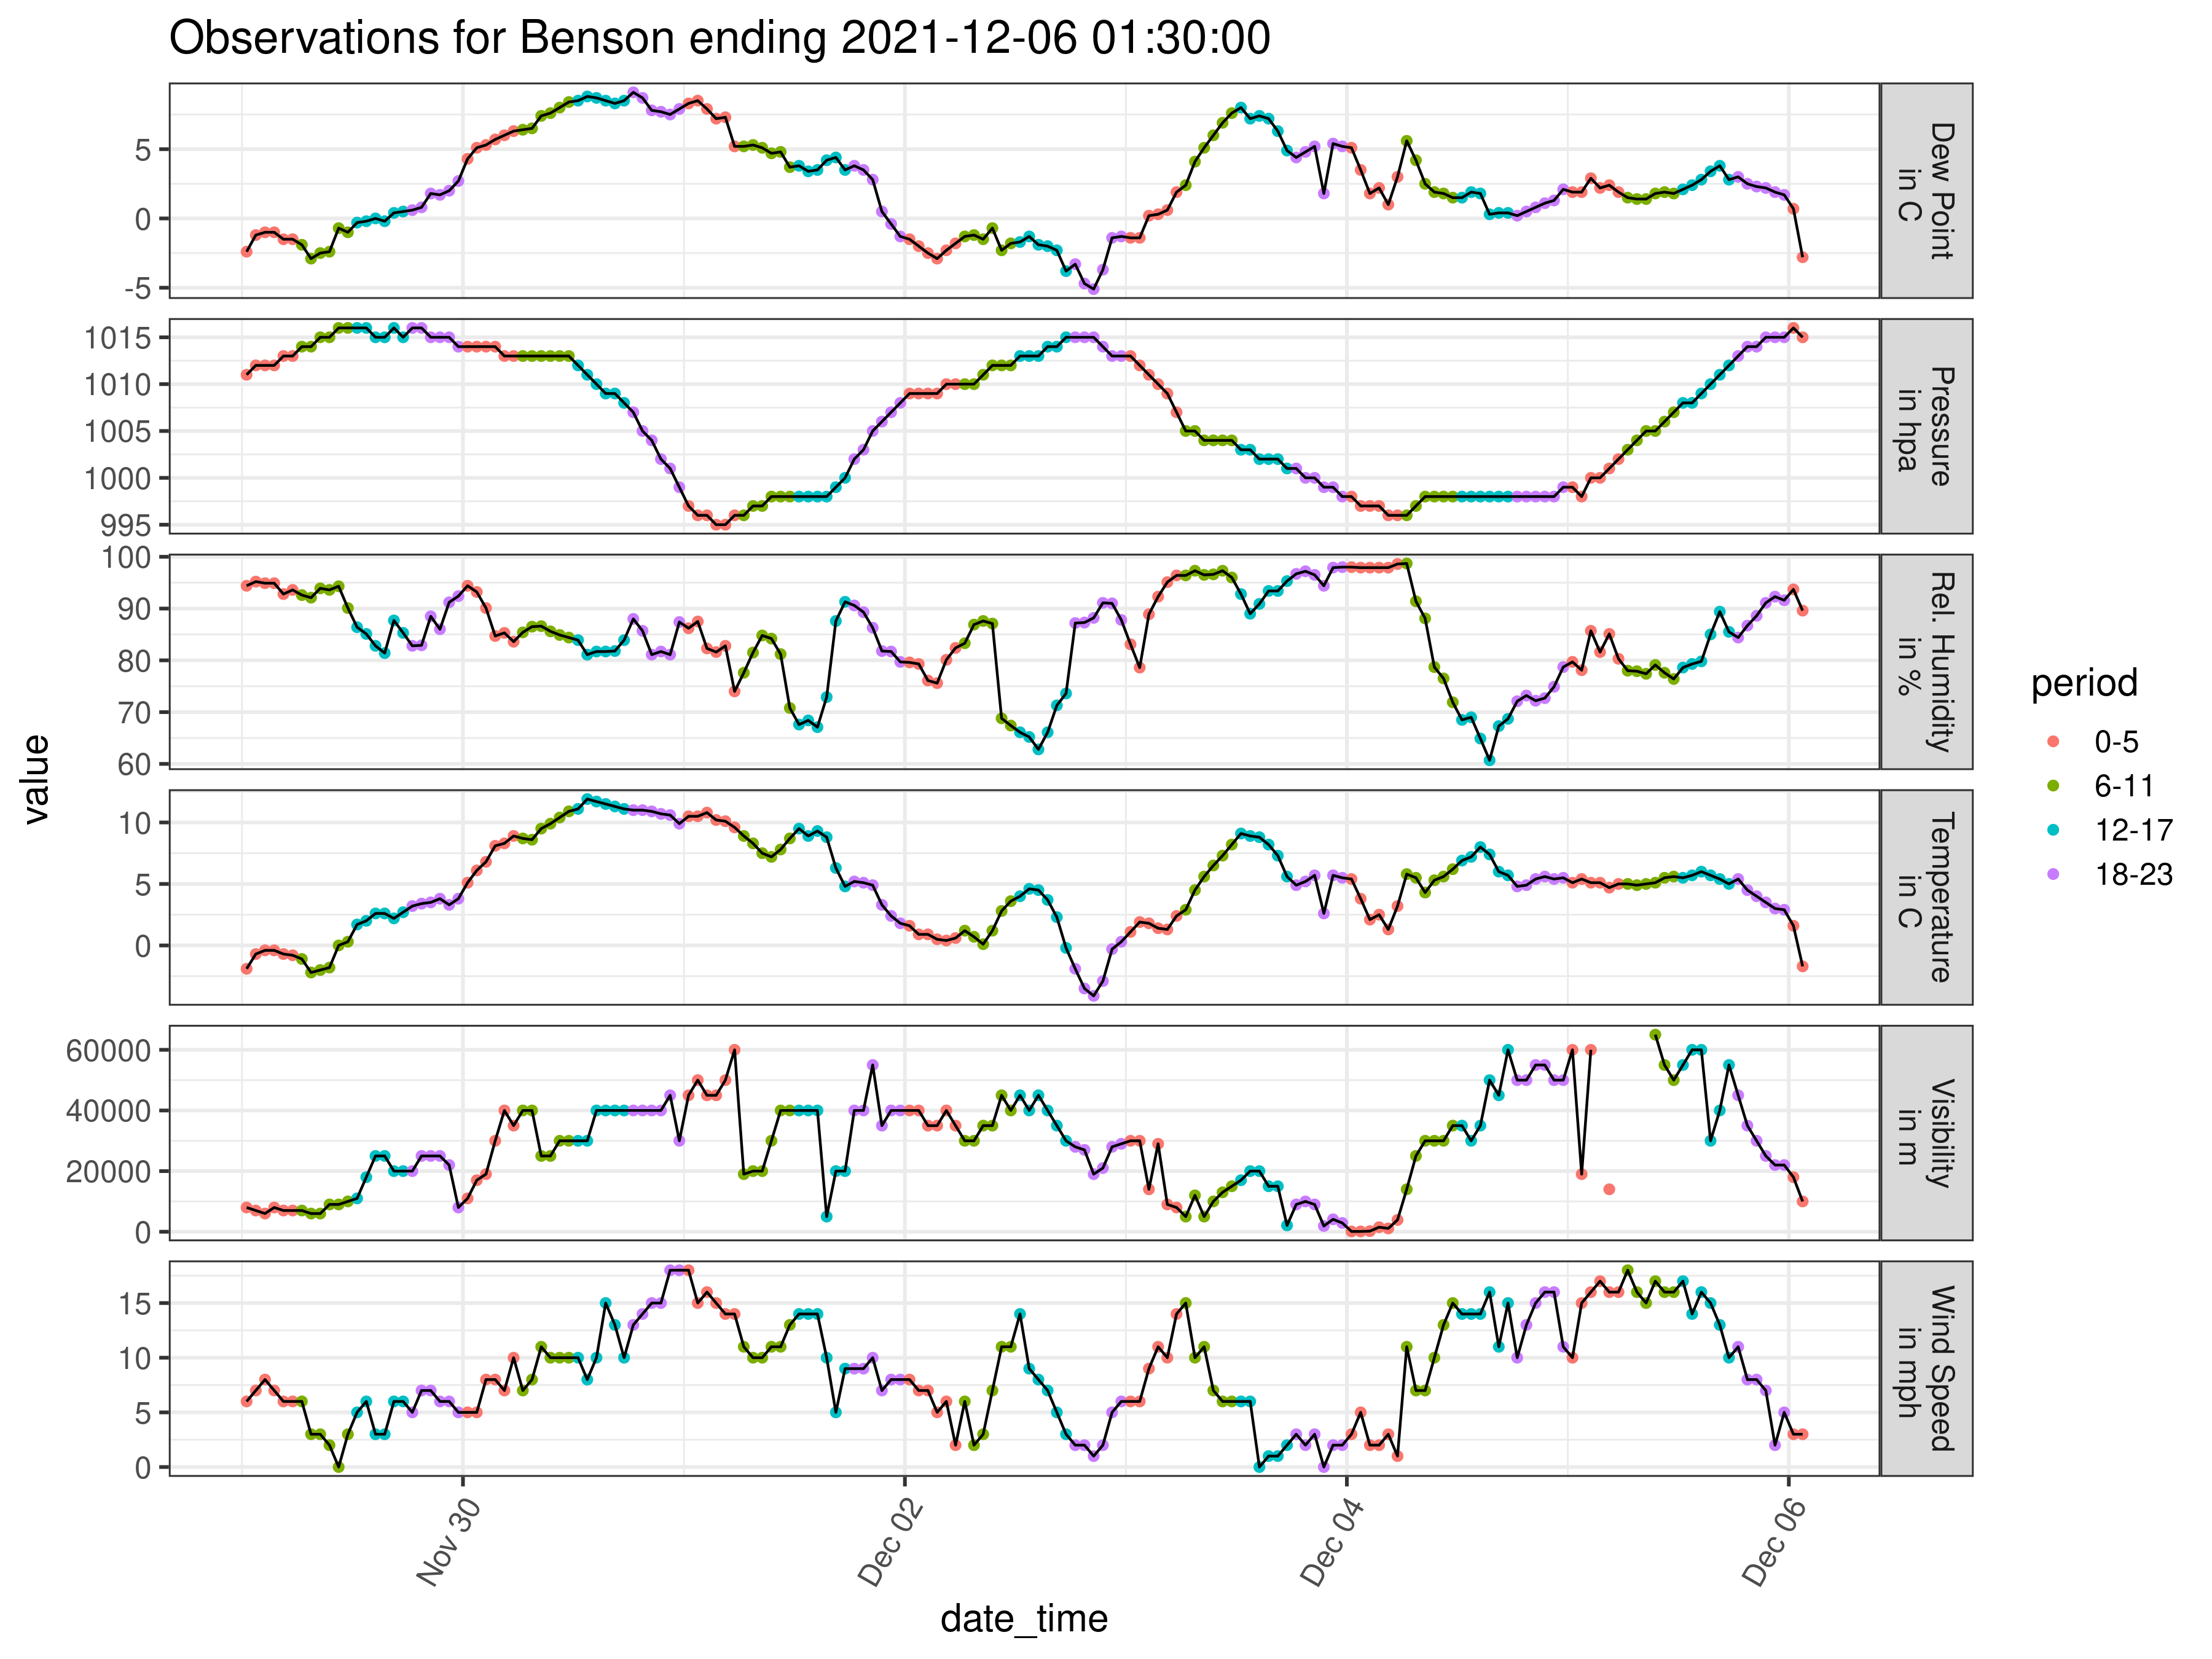 Observations for Benson ending 2021-12-06 01:30:00
value
5
0
-5
Dew Point
in C
1015
1010
1005
1000
995
Pressure
in hpa
100
90
80
70
60
Rel. Humidity
in %
10
5
0
Temperature
in C
60000
40000
20000
0
Visibility
in m
15
10
5
0
Wind Speed
in mph
Nov 30
Dec 02
Dec 04
Dec 06
date_time
period
0-5
6-11
12-17
18-23